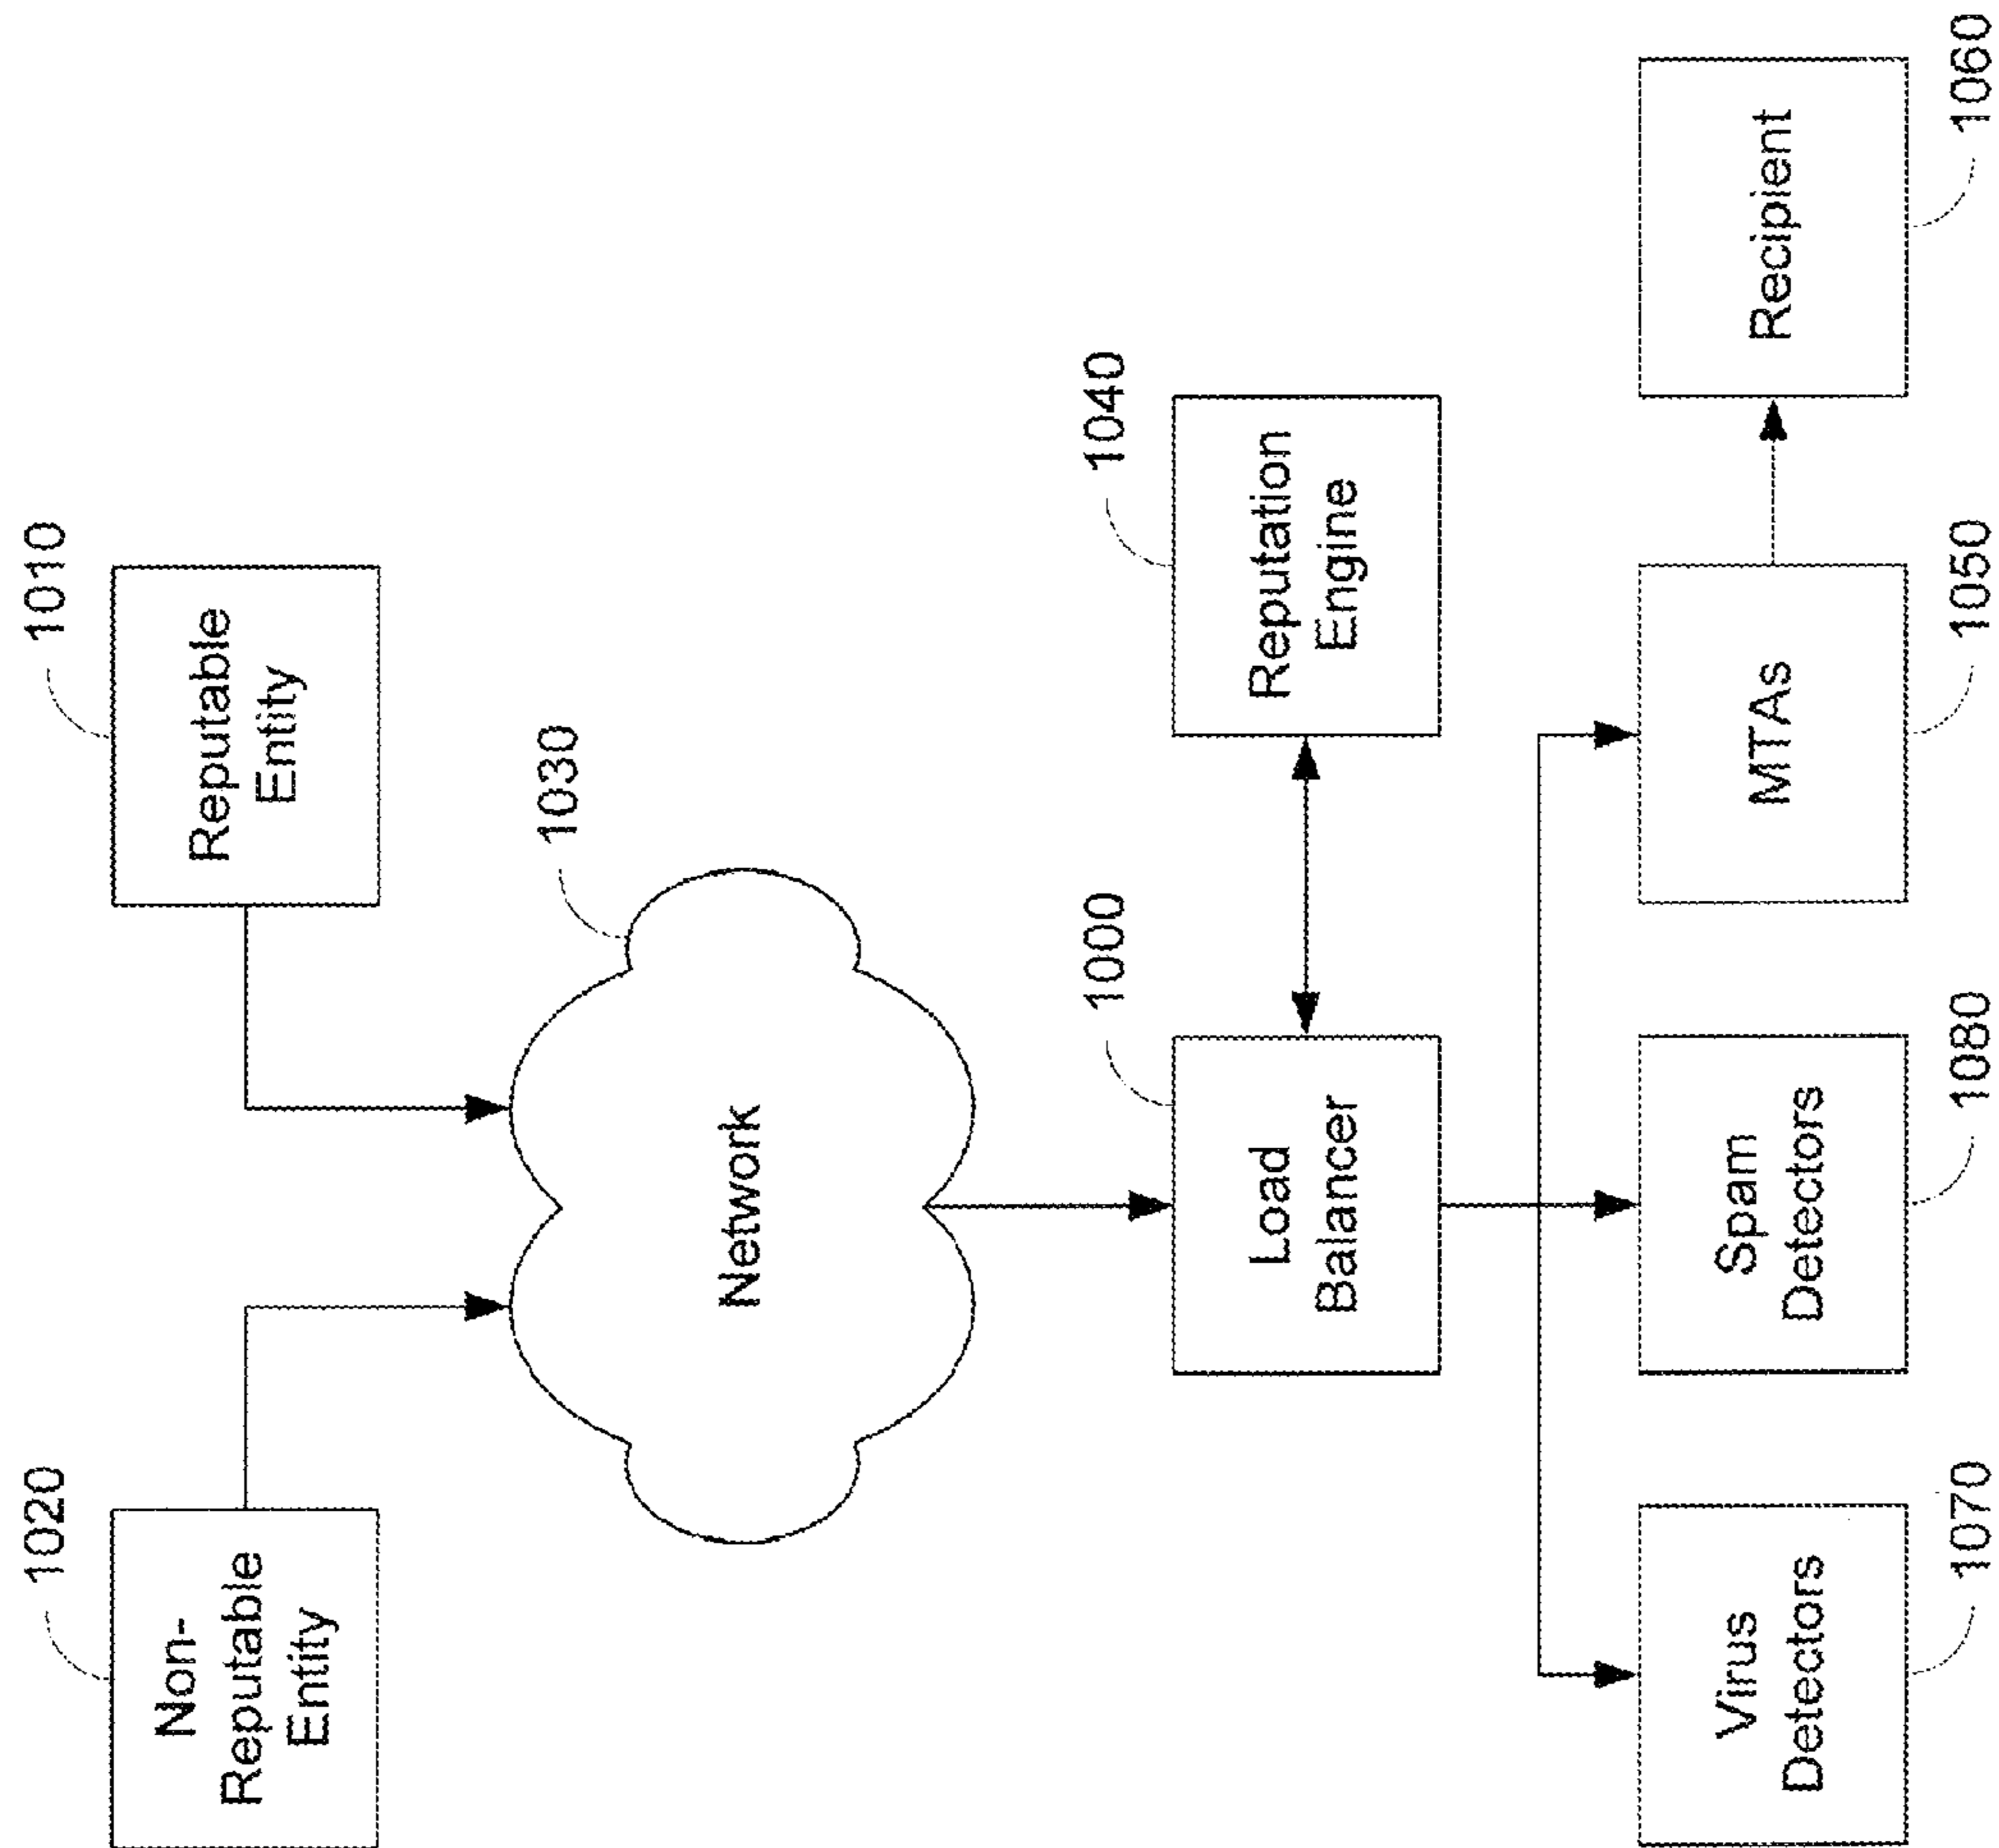 1020
Non-
Reputable
Entity
1010
Reputable
Entity
1030
Network
1000
Load
Balancer
1040
Reputation
Engine
Virus
Detectors
1070
Spam
Detectors
1080
MTAs
1050
Recipient
1060